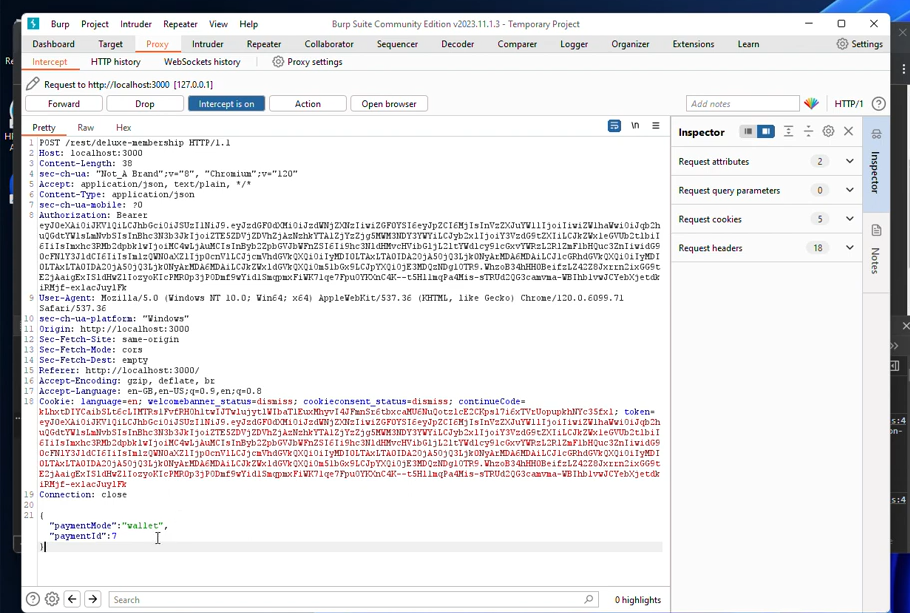 Burp Project Intruder Repeater View Help Burp Suite Community Edition v2023.11.1.3 - Temporary Project
Dashboard Target Proxy Intruder Repeater Collaborator Sequencer Decoder Comparer Logger Organizer Extensions Learn Settings
Intercept HTTP history WebSockets history Proxy settings
Request to http://localhost:3000 [127.0.0.1]
Forward Drop Intercept is on Action Open browser Add notes HTTP/1
Pretty Raw Hex \n
1 POST /rest/deluxe-membership HTTP/1.1
2 Host: localhost:3000
3 Content-Length: 38
4 sec-ch-ua: "Not_A Brand";v="8", "Chromium";v="120"
5 Accept: application/json, text/plain, */*
6 Content-Type: application/json
7 sec-ch-ua-mobile: ?0
8 Authorization: Bearer
9 User-Agent: Mozilla/5.0 (Windows NT 10.0; Win64; x64) AppleWebKit/537.36 (KHTML, like Gecko) Chrome/120.0.6099.71
Safari/537.36
10 sec-ch-ua-platform: "Windows"
11 Origin: http://localhost:3000
12 Sec-Fetch-Site: same-origin
13 Sec-Fetch-Mode: cors
14 Sec-Fetch-Dest: empty
15 Referer: http://localhost:3000/
16 Accept-Encoding: gzip, deflate, br
17 Accept-Language: en-GB,en-US;q=0.9,en;q=0.8
18 Cookie: language=en; welcomebanner_status=dismiss; cookieconsent_status=dismiss; continueCode=
token=
19 Connection: close
20
21 {
"paymentMode":"wallet",
"paymentId":7
}
Search 0 highlights
Inspector
Request attributes 2
Request query parameters 0
Request cookies 5
Request headers 18
Inspector
Notes